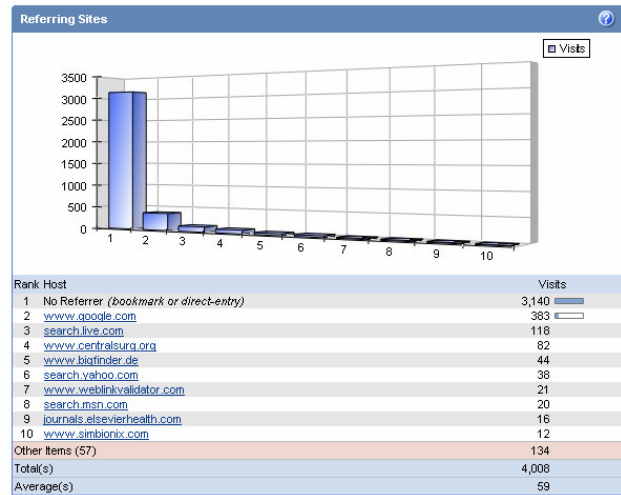 Referring Sites
Visits
3500
3000
2500
2000
1500
1000
500
0
1 2 3 4 5 6 7 8 9 10
Rank Host Visits
1 No Referrer (bookmark or direct-entry) 3,140
2 www.google.com 383
3 search.live.com 118
4 www.centralsurg.org 82
5 www.bigfinder.de 44
6 search.yahoo.com 38
7 www.weblinkvalidator.com 21
8 search.msn.com 20
9 journals.elsevierhealth.com 16
10 www.simbionix.com 12
Other Items (57) 134
Total(s) 4,008
Average(s) 59